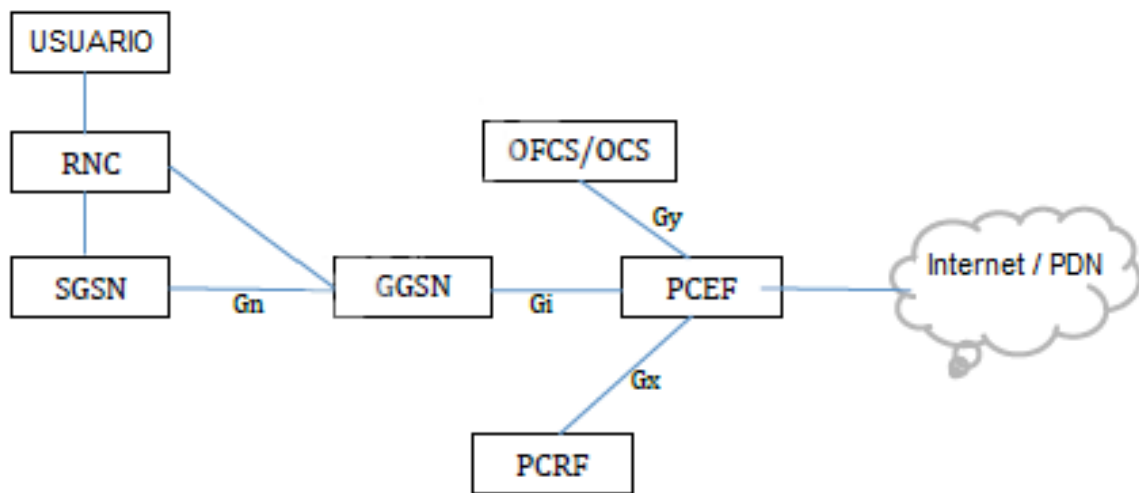 USUARIO
RNC
OFCS/OCS
Gy
SGSN
Gn
GGSN
Gi
PCEF
Internet / PDN
Gx
PCRF